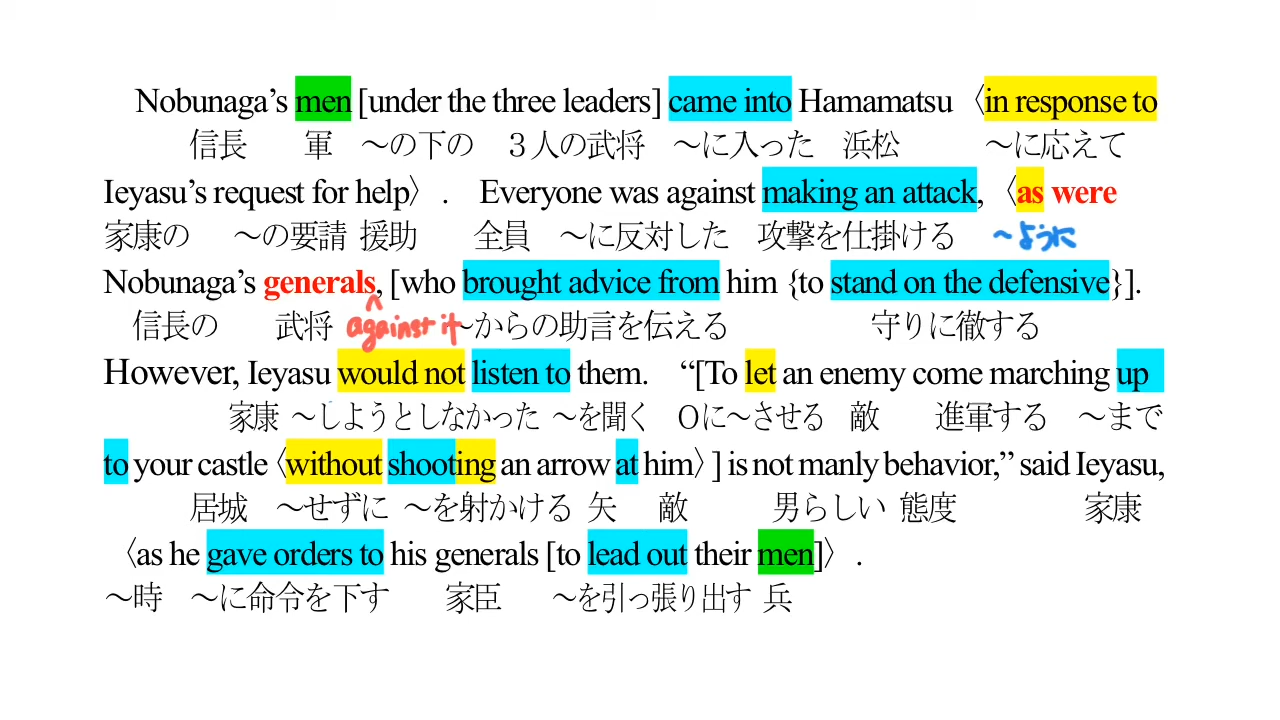 Nobunaga’s men [under the three leaders] came into Hamamatsu 〈in response to
信長 軍 ～の下の ３人の武将 ～に入った 浜松 ～に応えて
Ieyasu’s request for help〉. Everyone was against making an attack, 〈as were
家康の ～の要請 援助 全員 ～に反対した 攻撃を仕掛ける ～ように
Nobunaga’s generals, [who brought advice from him {to stand on the defensive}].
信長の 武将 ^ against it ～からの助言を伝える 守りに徹する
However, Ieyasu would not listen to them. “[To let an enemy come marching up
家康 ～しようとしなかった ～を聞く Ｏに～させる 敵 進軍する ～まで
to your castle〈without shooting an arrow at him〉] is not manly behavior,” said Ieyasu,
居城 ～せずに ～を射かける 矢 敵 男らしい 態度 家康
〈as he gave orders to his generals [to lead out their men]〉.
～時 ～に命令を下す 家臣 ～を引っ張り出す 兵